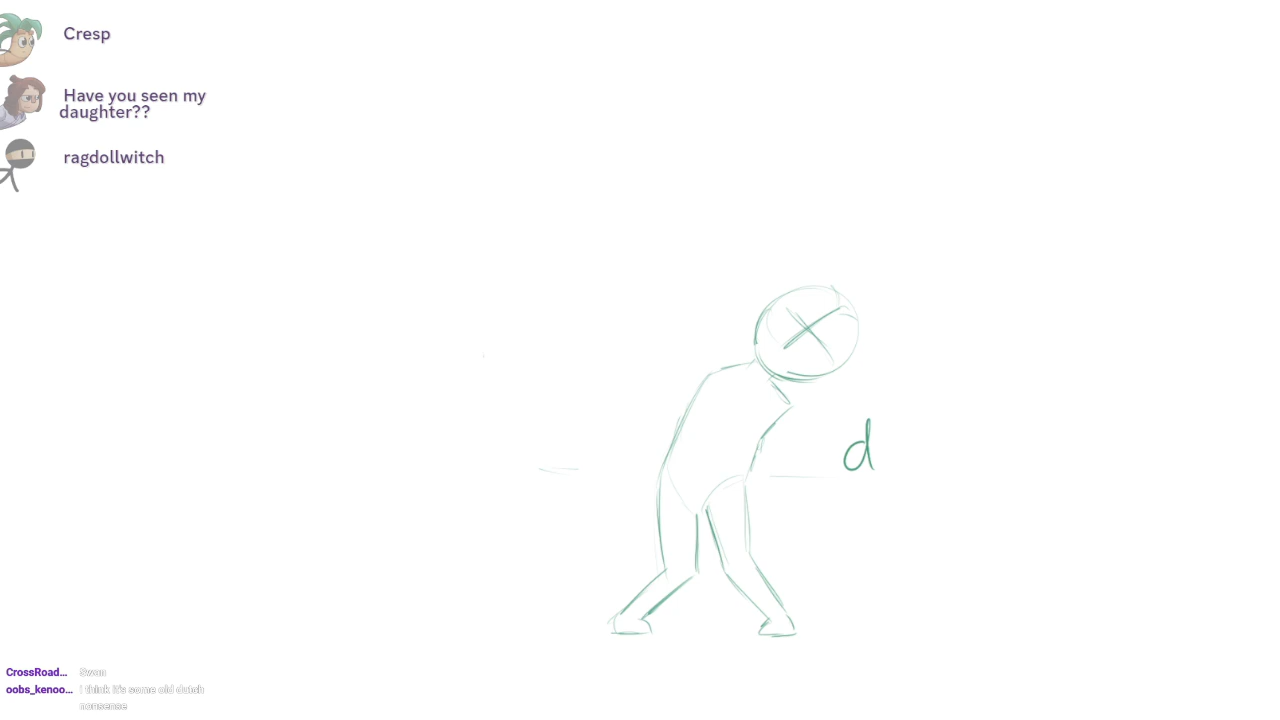 Cresp
Have you seen my
daughter??
ragdollwitch
d
CrossRoad... Swan
oobs_kenoo... i think it's some old dutch
nonsense